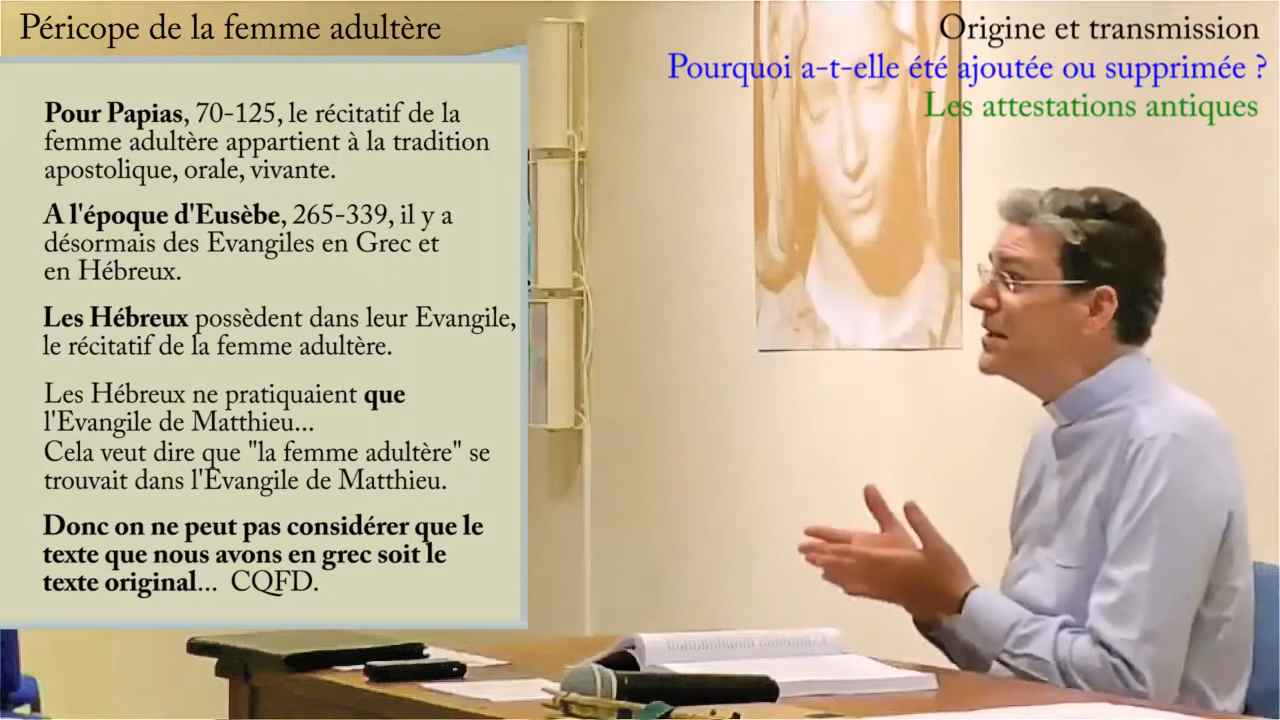 Péricope de la femme adultère
Origine et transmission
Pourquoi a-t-elle été ajoutée ou supprimée ?
Les attestations antiques
Pour Papias, 70-125, le récitatif de la
femme adultère appartient à la tradition
apostolique, orale, vivante.
A l'époque d'Eusèbe, 265-339, il y a
désormais des Evangiles en Grec et
en Hébreux.
Les Hébreux possèdent dans leur Evangile,
le récitatif de la femme adultère.
Les Hébreux ne pratiquaient que
l'Evangile de Matthieu...
Cela veut dire que "la femme adultère" se
trouvait dans l'Evangile de Matthieu.
Donc on ne peut pas considérer que le
texte que nous avons en grec soit le
texte original... CQFD.